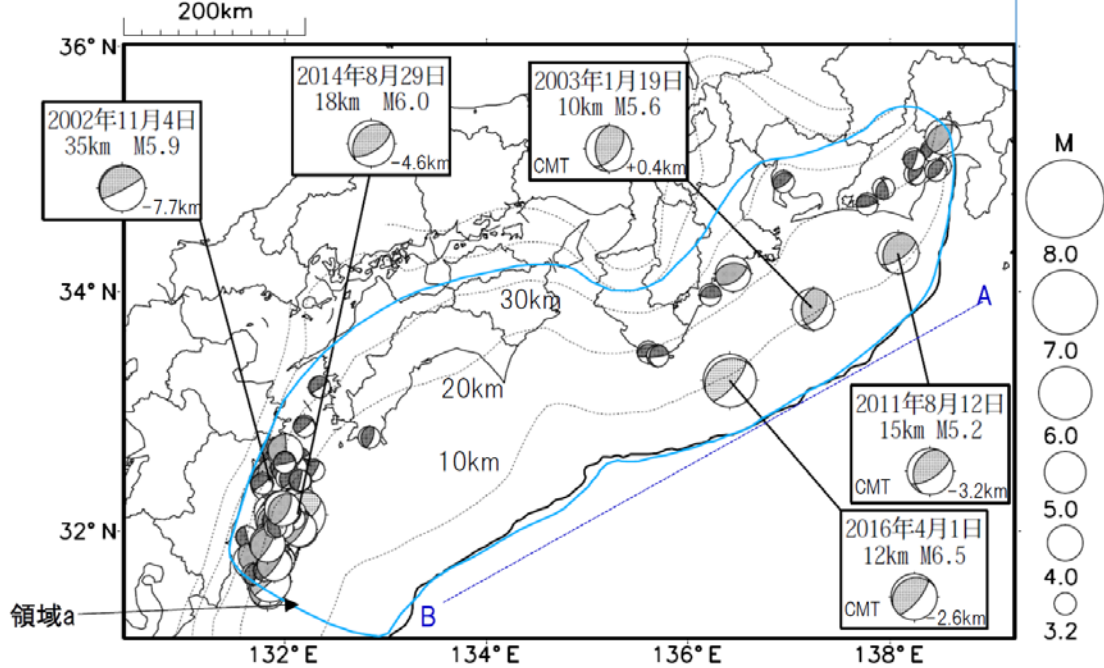 200km
36° N
34° N
32° N
132° E
134° E
136° E
138° E
2002年11月4日
35km M5.9
-7.7km
2014年8月29日
18km M6.0
-4.6km
2003年1月19日
10km M5.6
CMT
+0.4km
2011年8月12日
15km M5.2
CMT
-3.2km
2016年4月1日
12km M6.5
CMT
-2.6km
30km
20km
10km
A
B
領域a
M
8.0
7.0
6.0
5.0
4.0
3.2